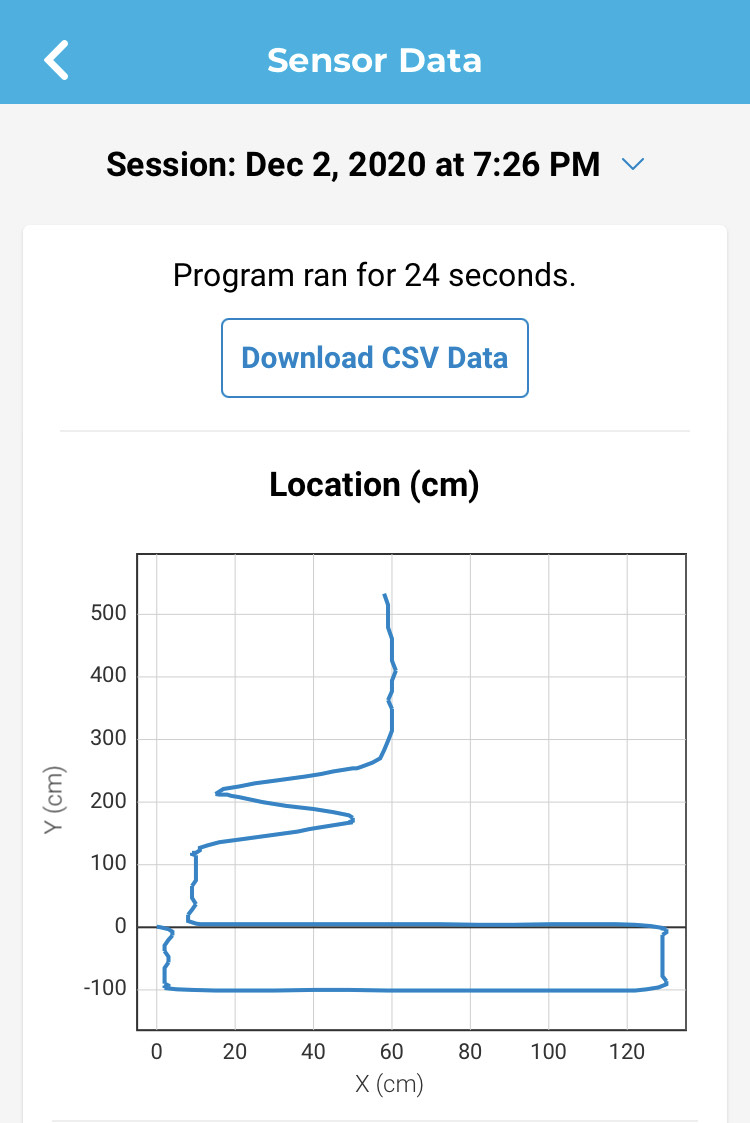 Sensor Data
Session: Dec 2, 2020 at 7:26 PM
Program ran for 24 seconds.
Download CSV Data
Location (cm)
500
400
300
200
100
0
-100
Y (cm)
0 20 40 60 80 100 120
X (cm)